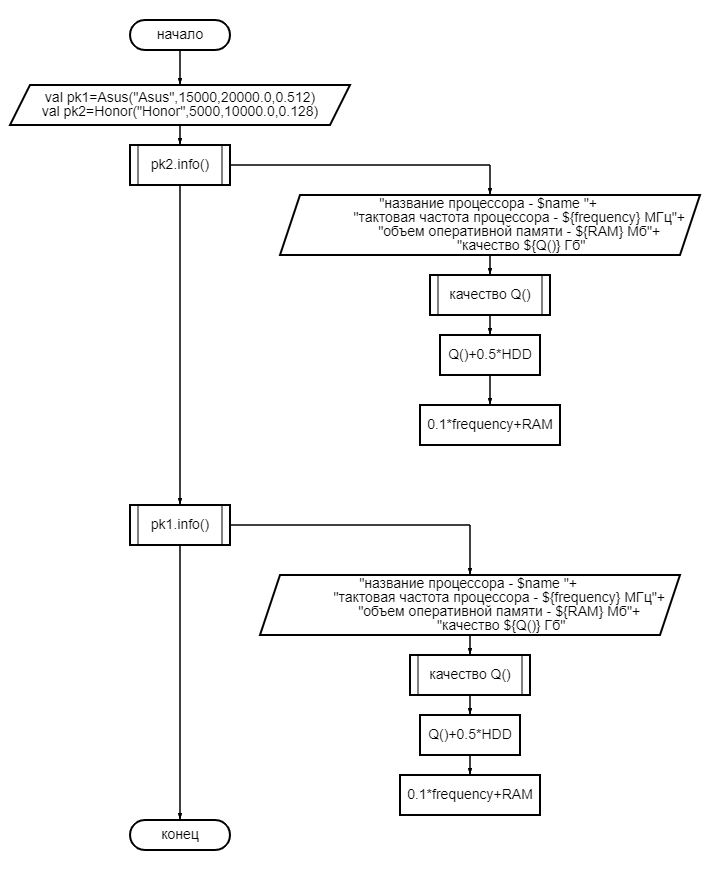 начало
val pk1=Asus("Asus",15000,20000.0,0.512)
val pk2=Honor("Honor",5000,10000.0,0.128)
pk2.info()
"название процессора - $name "+
"тактовая частота процессора - ${frequency} МГц"+
"объем оперативной памяти - ${RAM} Мб"+
"качество ${Q()} Гб"
качество Q()
Q()+0.5*HDD
0.1*frequency+RAM
pk1.info()
"название процессора - $name "+
"тактовая частота процессора - ${frequency} МГц"+
"объем оперативной памяти - ${RAM} Мб"+
"качество ${Q()} Гб"
качество Q()
Q()+0.5*HDD
0.1*frequency+RAM
конец